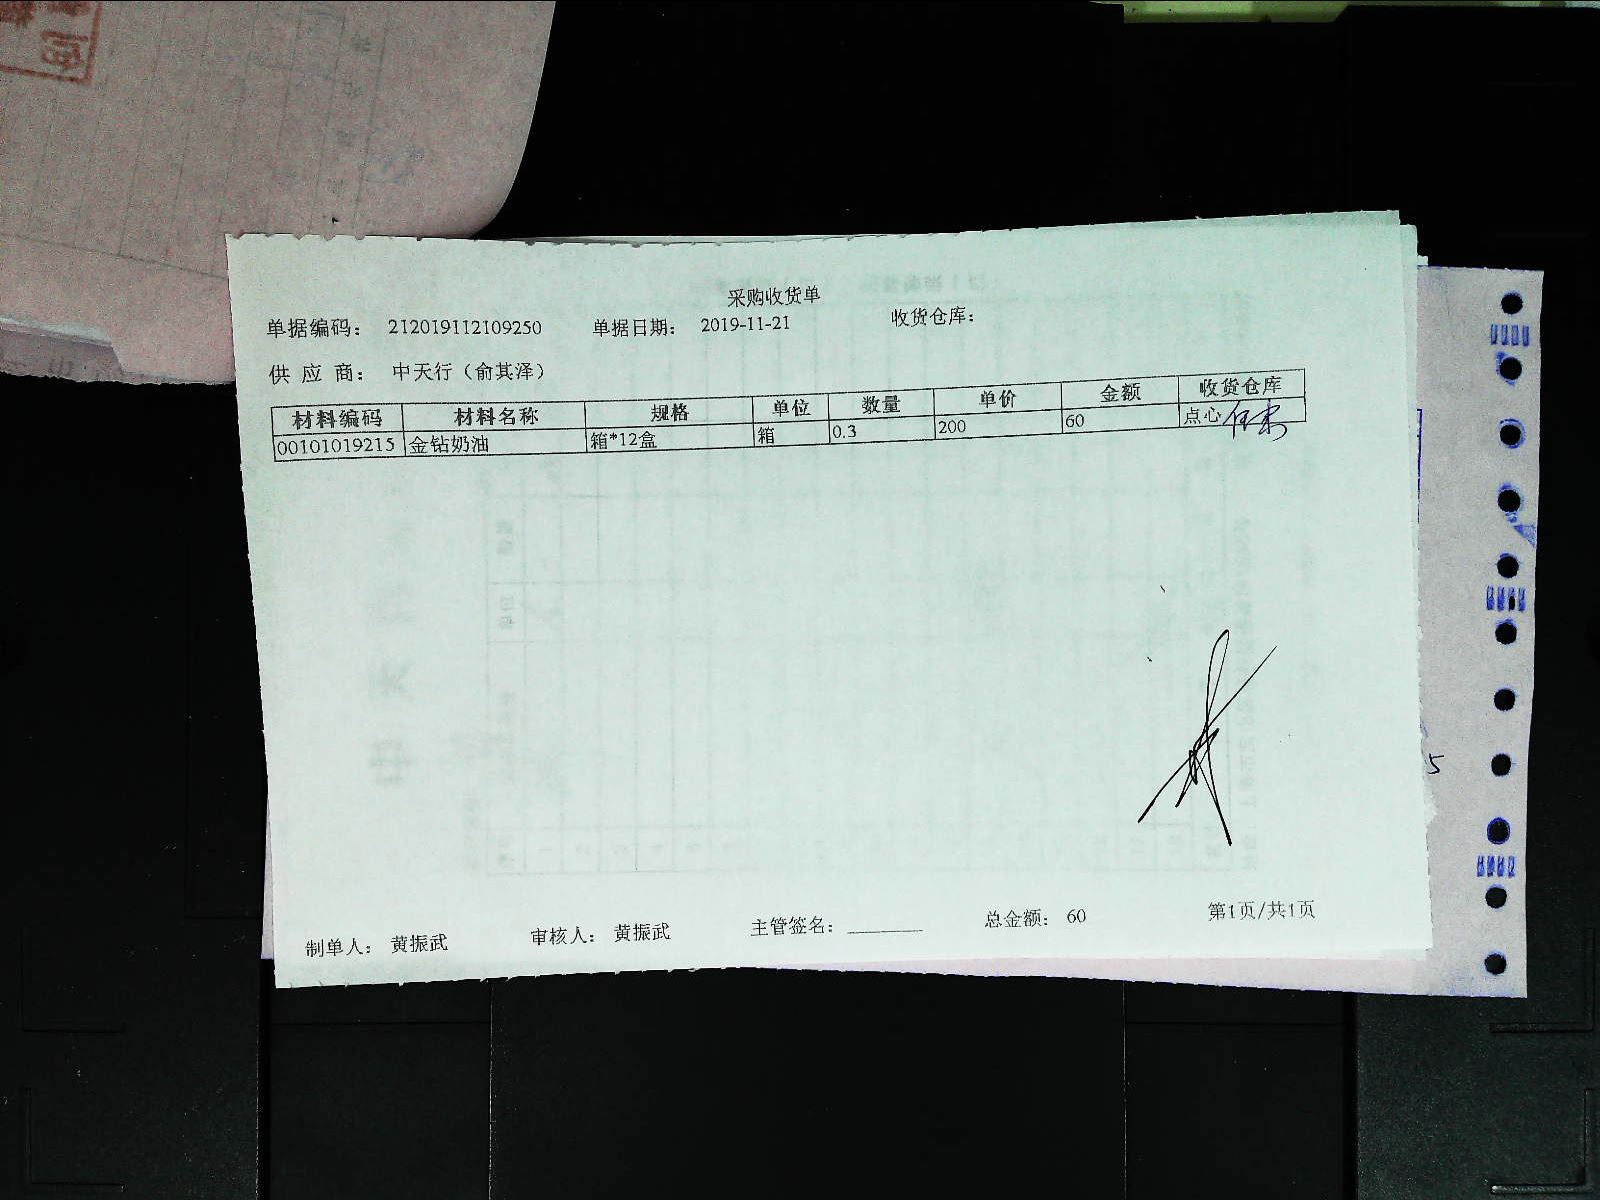 采购收货单
单据编码： 212019112109250 单据日期： 2019-11-21 收货仓库：
供 应 商： 中天行（俞其泽）
材料编码 材料名称 规格 单位 数量 单价 金额 收货仓库
00101019215 金钻奶油 箱*12盒 箱 0.3 200 60 点心
制单人： 黄振武 审核人： 黄振武 主管签名： ________ 总金额： 60 第1页/共1页
5